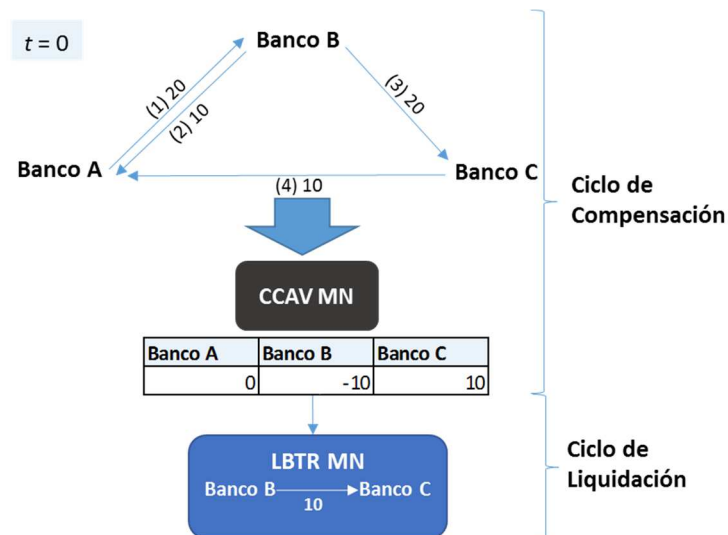 t = 0
Banco B
(1) 20
(2) 10
(3) 20
Banco A
Banco C
(4) 10
Ciclo de
Compensación
CCAV MN
Banco A Banco B Banco C
0 -10 10
LBTR MN
Banco B Banco C
10
Ciclo de
Liquidación